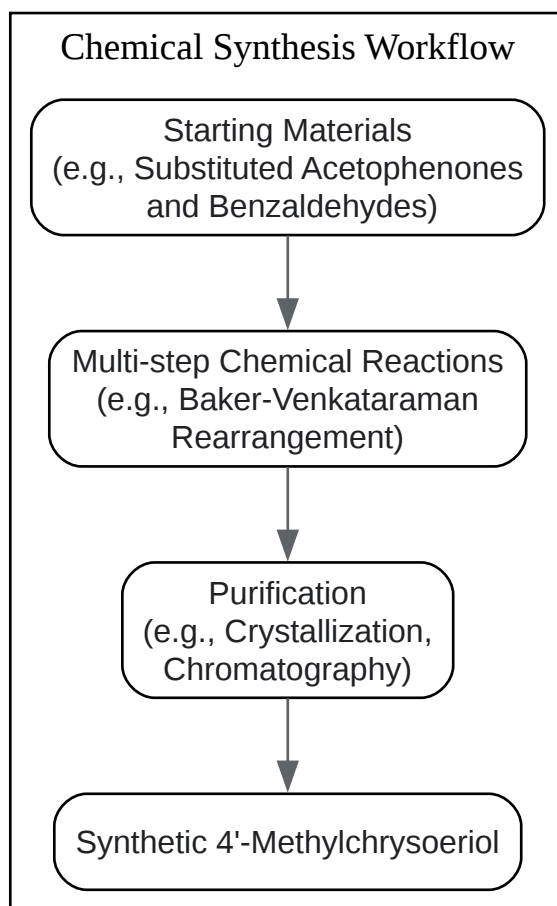 Chemical Synthesis Workflow
Starting Materials
(e.g., Substituted Acetophenones
and Benzaldehydes)
Multi-step Chemical Reactions
(e.g., Baker-Venkataraman
Rearrangement)
Purification
(e.g., Crystallization,
Chromatography)
Synthetic 4'-Methylchrysoeriol